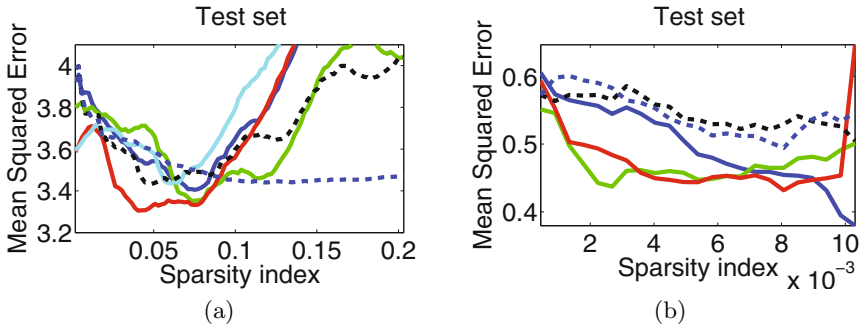 Test set
Mean Squared Error
4
3.8
3.6
3.4
3.2
0.05
0.1
0.15
0.2
Sparsity index
(a)
Test set
Mean Squared Error
0.6
0.5
0.4
2
4
6
8
10
Sparsity index
x 10⁻³
(b)